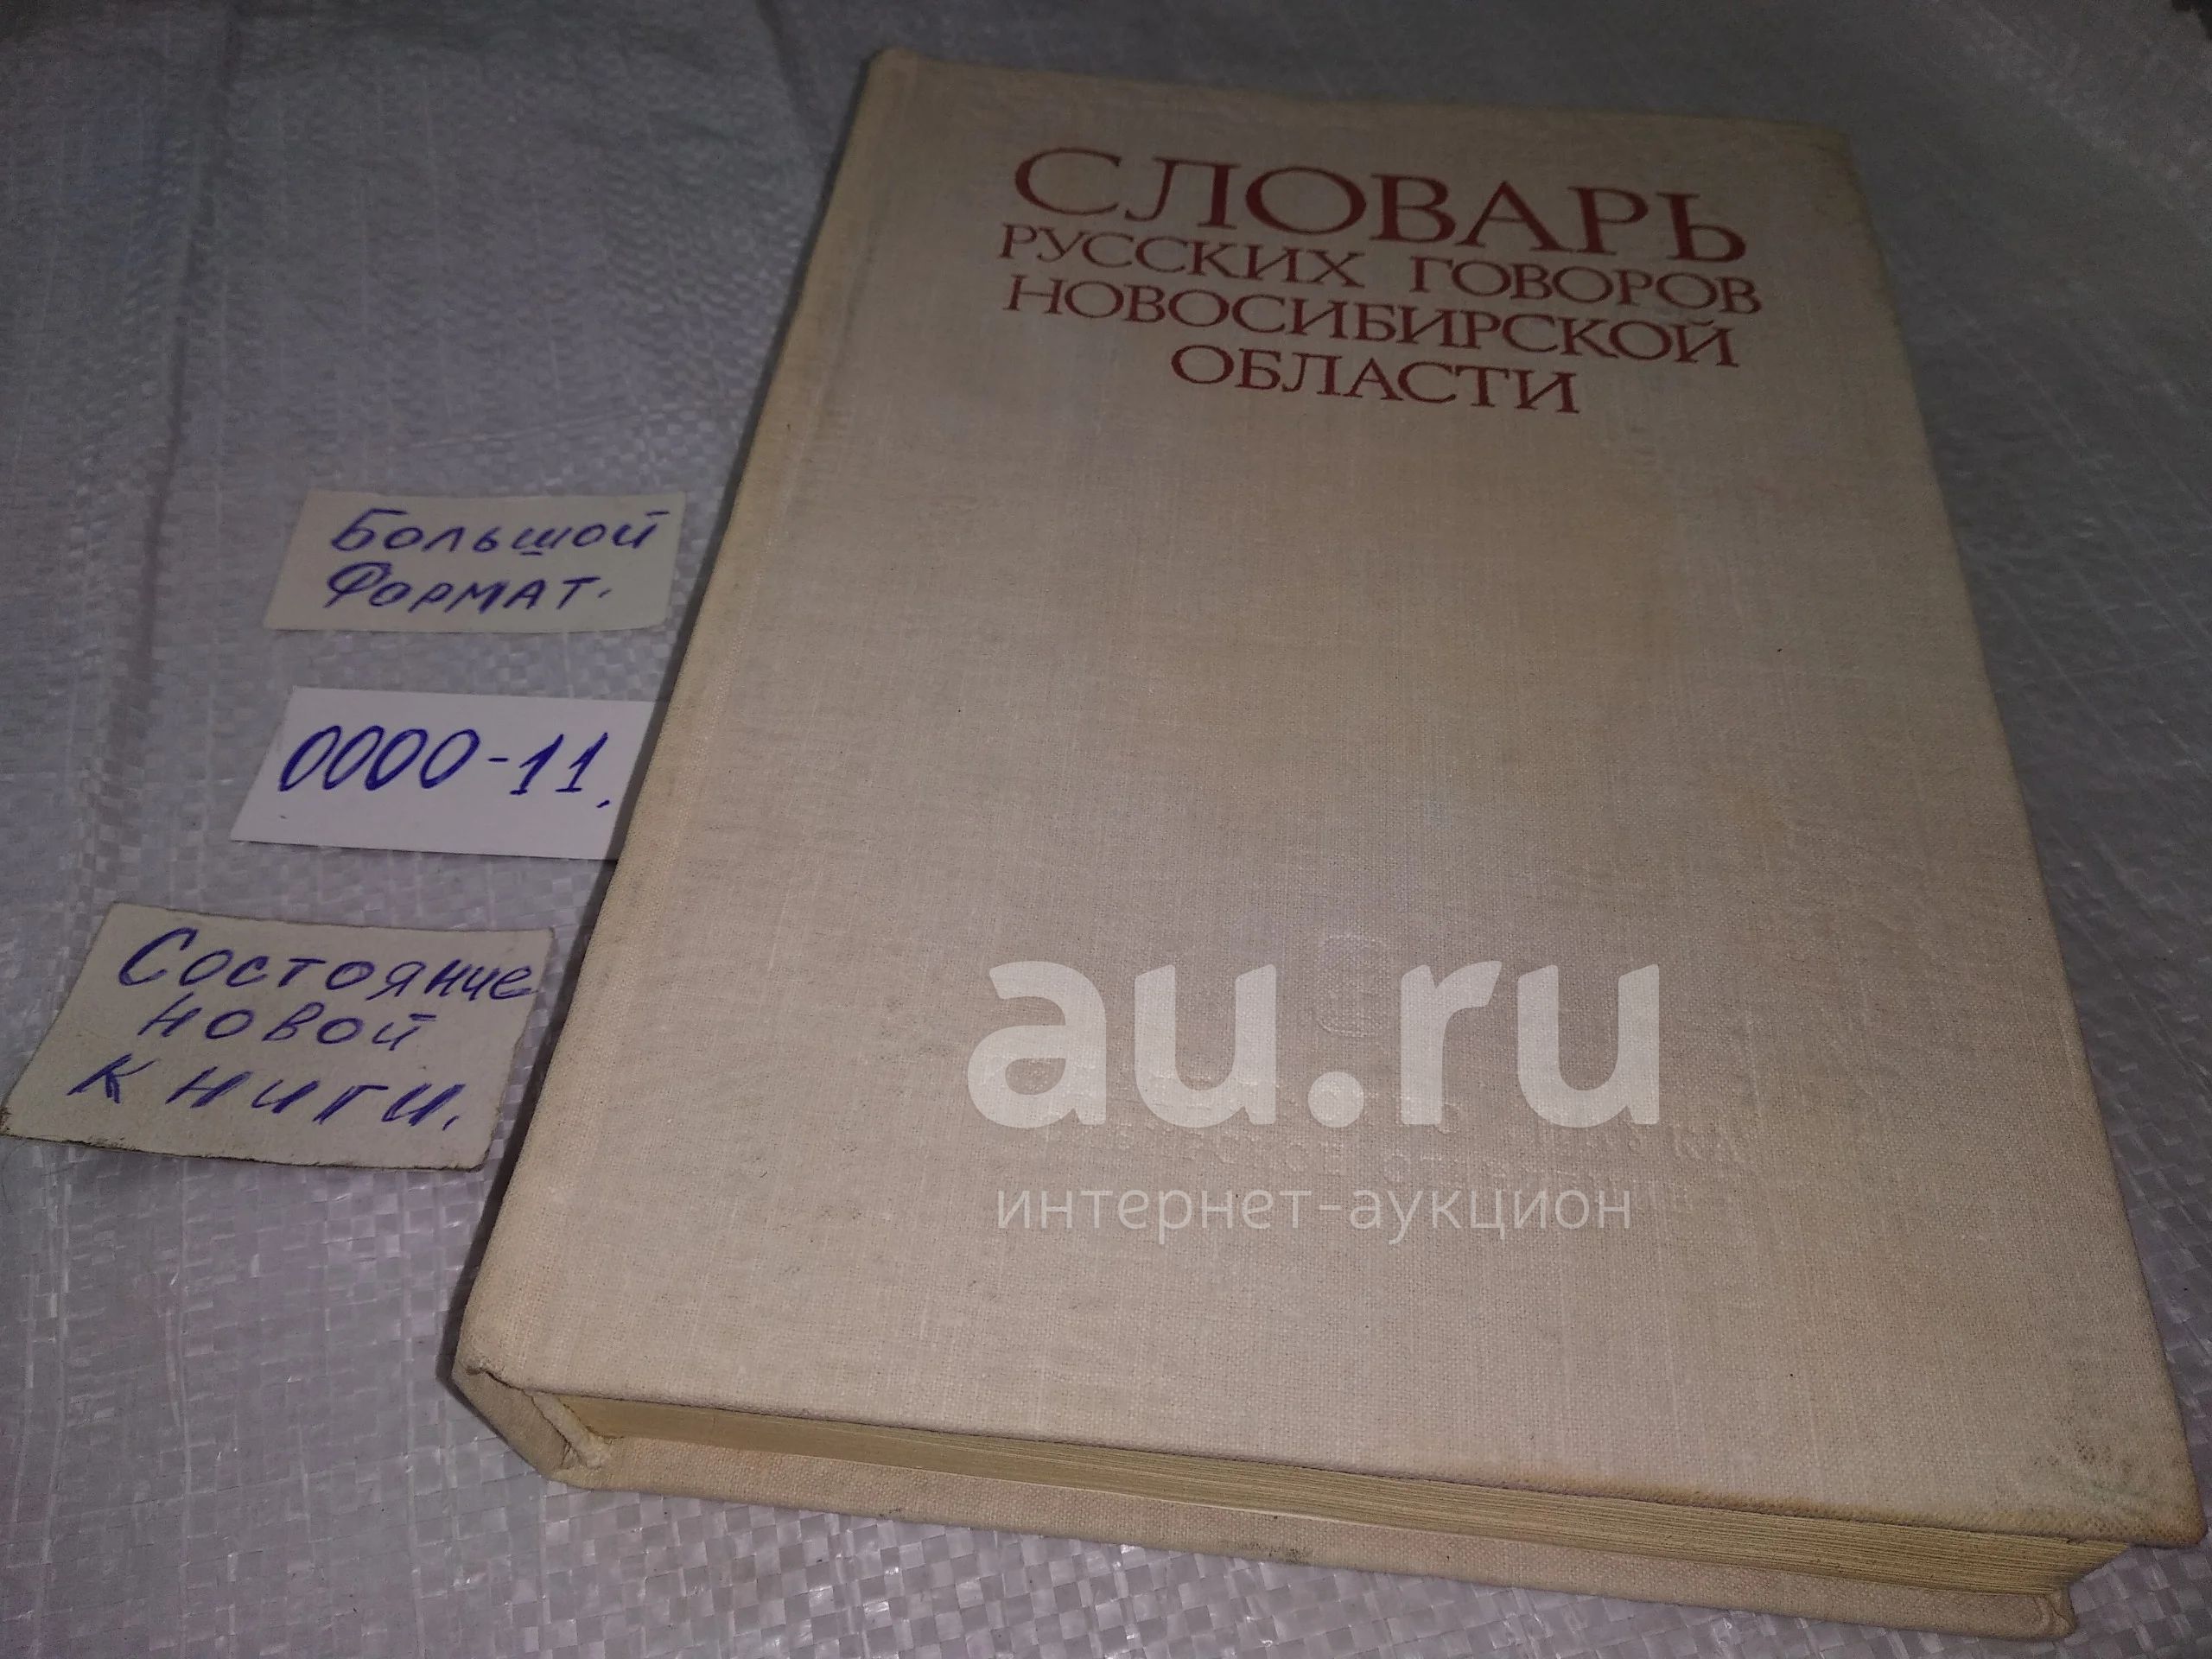 СЛОВАРЬ
РУССКИХ ГОВОРОВ
НОВОСИБИРСКОЙ
ОБЛАСТИ
Большой
Формат.
0000-11.
Состояние
новой
книги.
au.ru
интернет-аукцион